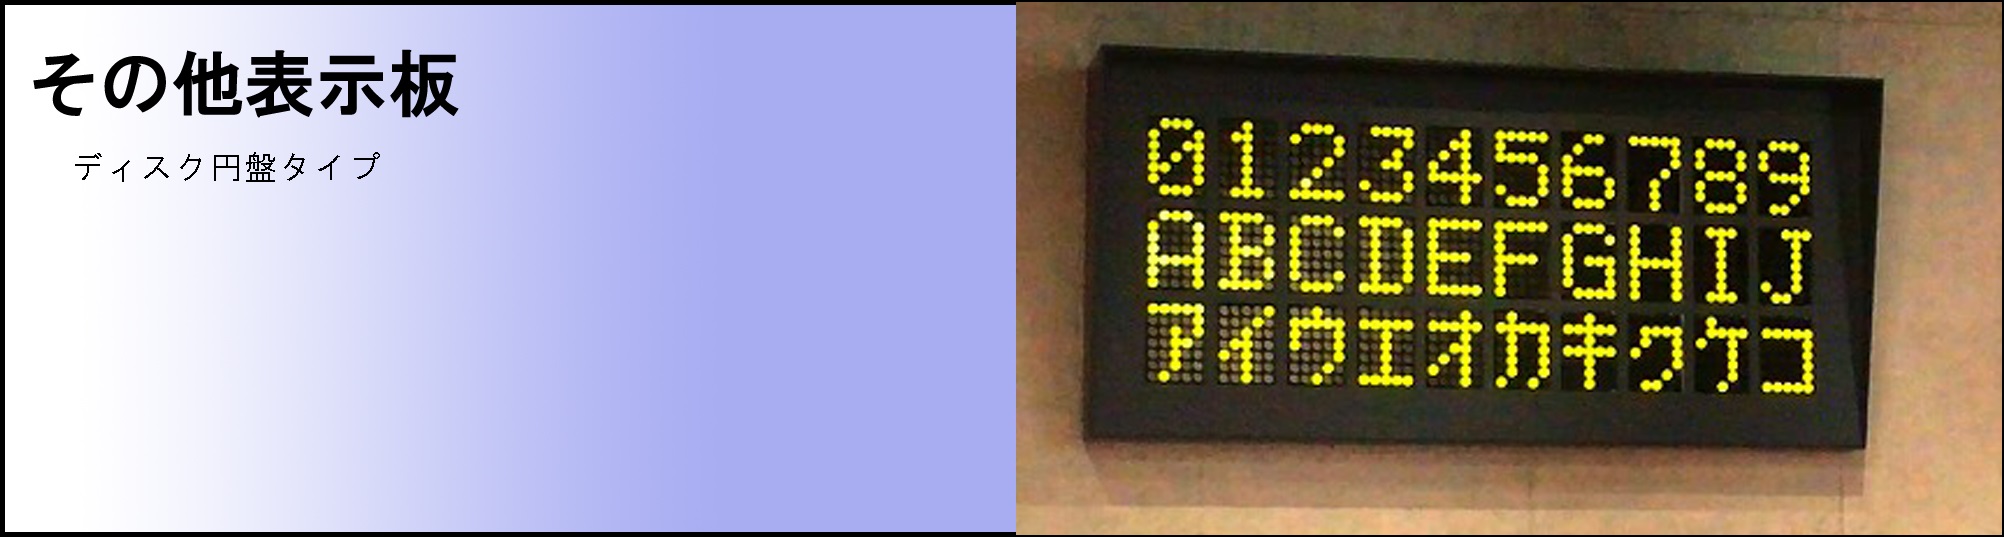 その他表示板
ディスク円盤タイプ
0123456789
ABCDEFGHIJ
アイウエオカキクケコ